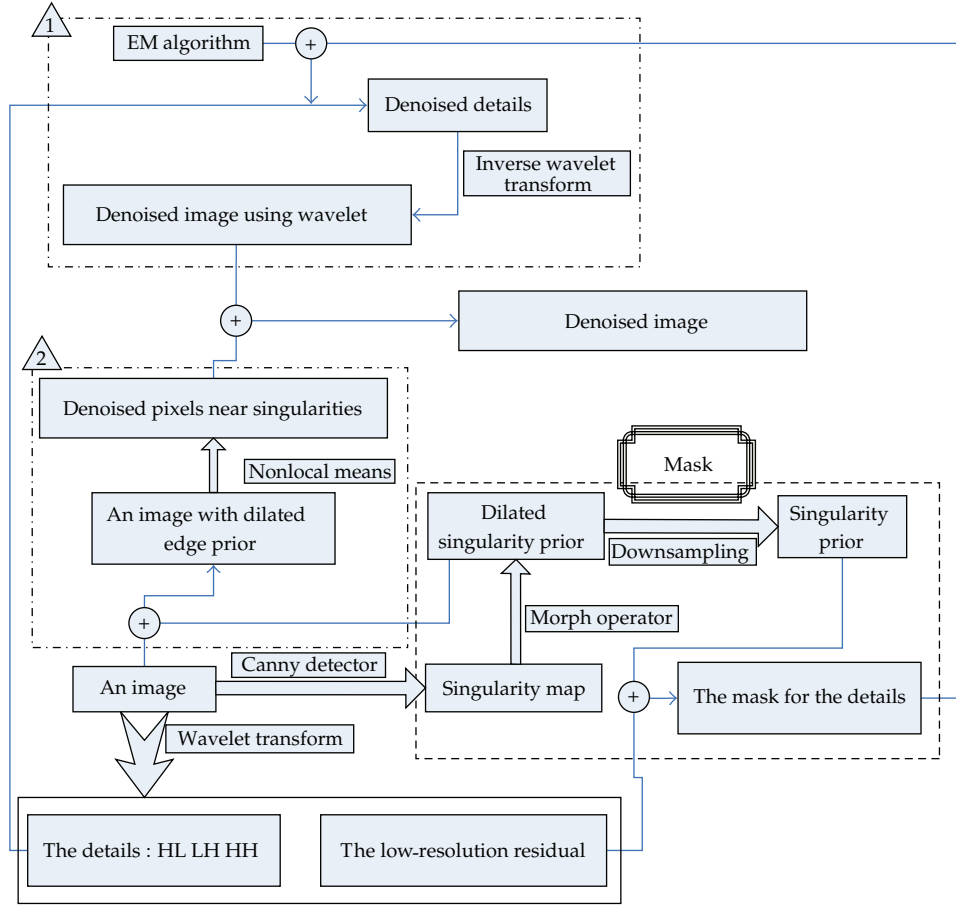 1
EM algorithm
+
Denoised details
Inverse wavelet
transform
Denoised image using wavelet
+
Denoised image
2
Denoised pixels near singularities
Nonlocal means
Mask
An image with dilated
edge prior
Dilated
singularity prior
Downsampling
Singularity
prior
+
Morph operator
An image
Canny detector
Singularity map
+
The mask for the details
Wavelet transform
The details : HL LH HH
The low-resolution residual